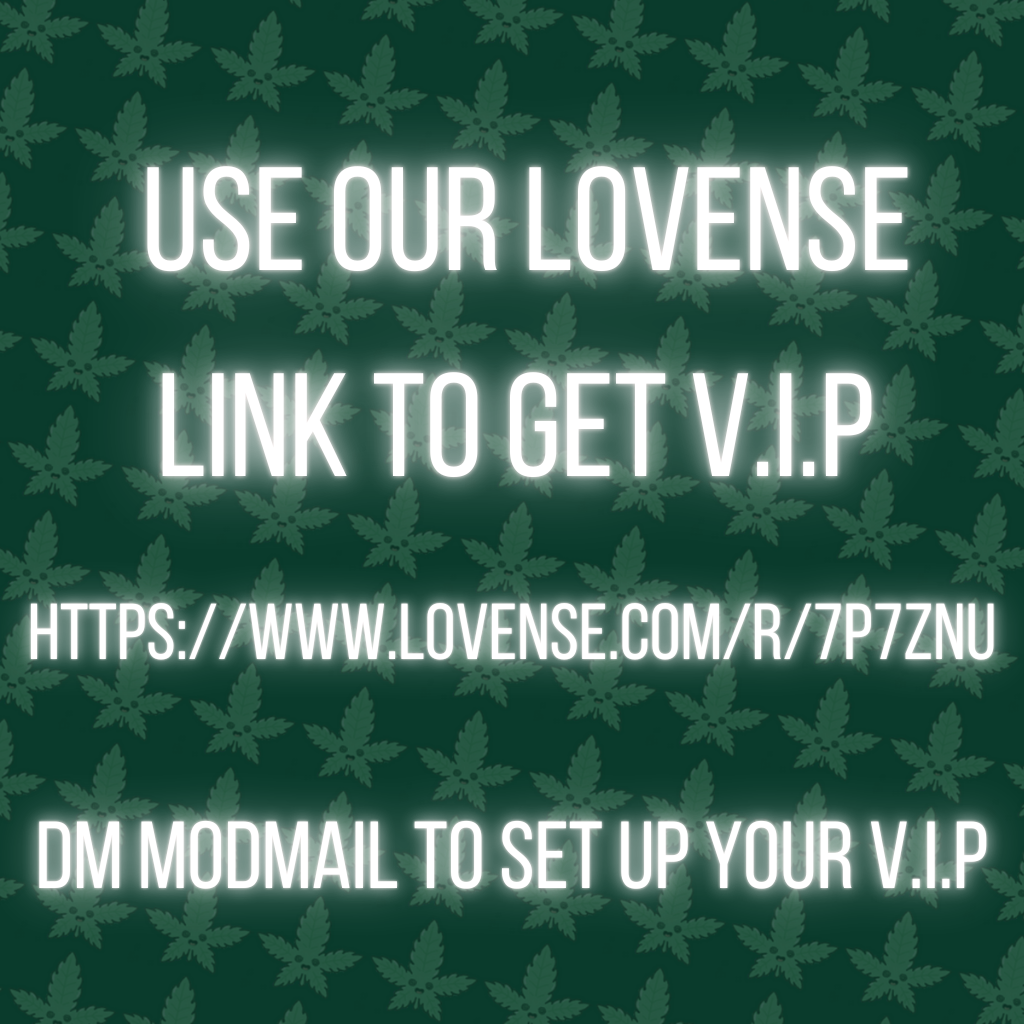 USE OUR LOVENSE
LINK TO GET V.I.P
HTTPS://WWW.LOVENSE.COM/R/7P7ZNU
DM MODMAIL TO SET UP YOUR V.I.P